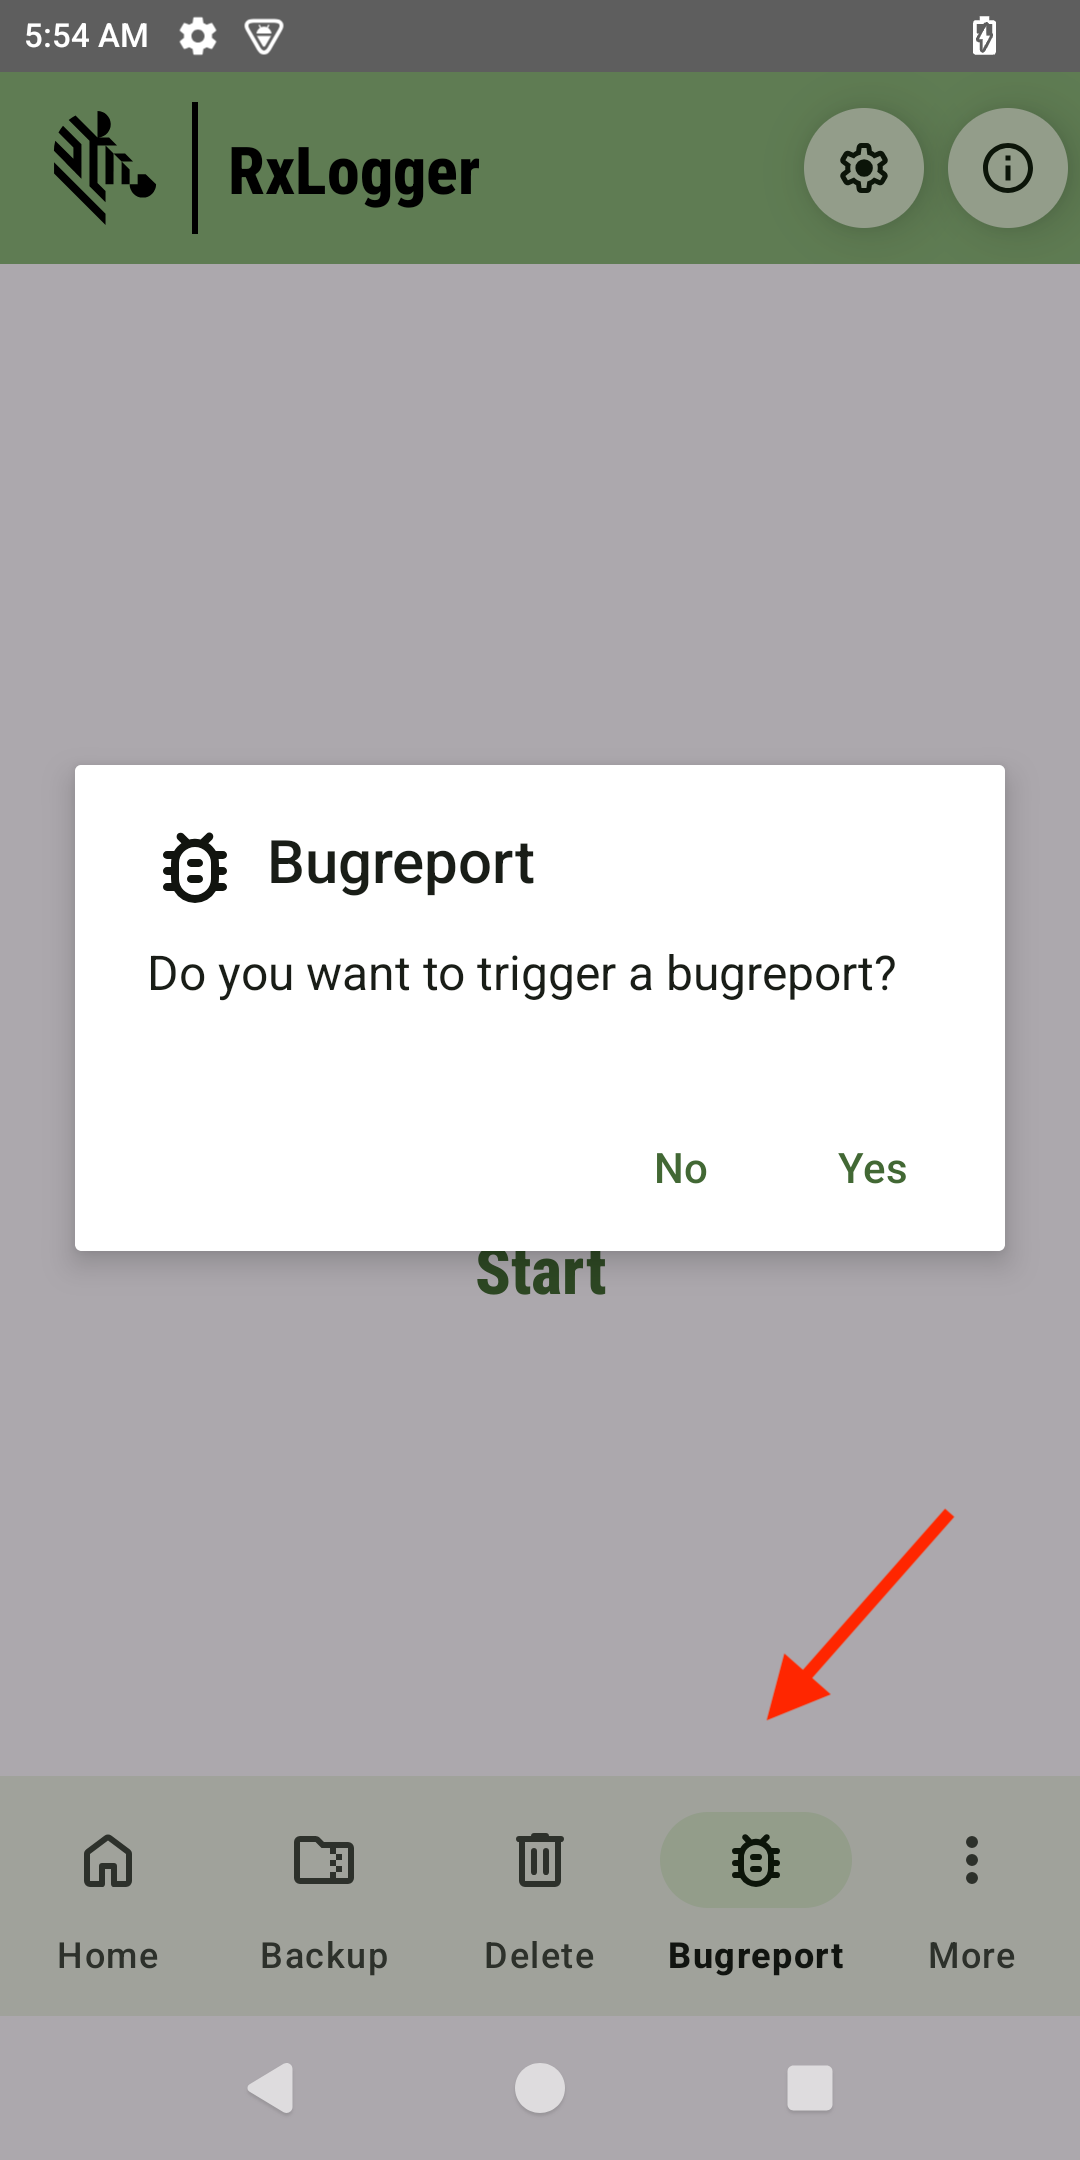 5:54 AM
RxLogger
Bugreport
Do you want to trigger a bugreport?
No Yes
Start
Home Backup Delete Bugreport More